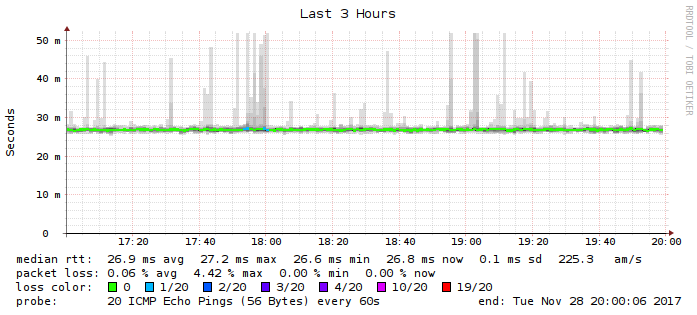 Last 3 Hours
RRDTOOL / TOBI OETIKER
Seconds
50 m
40 m
30 m
20 m
10 m
0
17:20 17:40 18:00 18:20 18:40 19:00 19:20 19:40 20:00
median rtt: 26.9 ms avg 27.2 ms max 26.6 ms min 26.8 ms now 0.1 ms sd 225.3 am/s
packet loss: 0.06 % avg 4.42 % max 0.00 % min 0.00 % now
loss color: 0 1/20 2/20 3/20 4/20 10/20 19/20
probe: 20 ICMP Echo Pings (56 Bytes) every 60s end: Tue Nov 28 20:00:06 2017